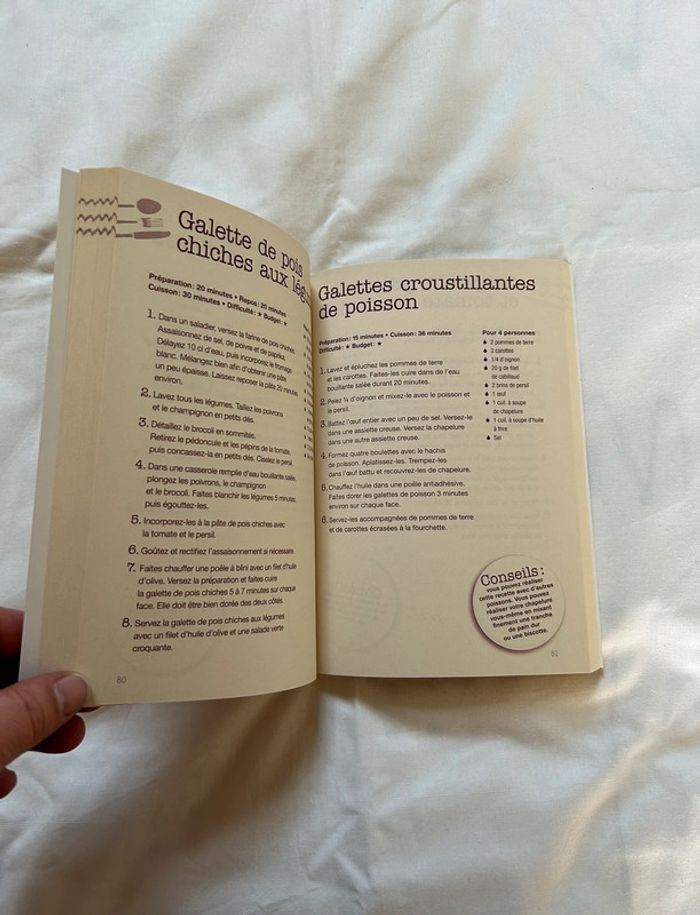 Galette de pois
chiches aux lég
Préparation : 20 minutes • Repos : 20 minutes
Cuisson : 30 minutes • Difficulté : ★ Budget : ★
1. Dans un saladier, versez la farine de pois chiches.
Assaisonnez de sel, de poivre et de paprika.
Délayez 10 cl d'eau, puis incorporez le fromage
blanc. Mélangez bien afin d'obtenir une pâte
un peu épaisse. Laissez reposer la pâte 20 minutes
environ.
2. Lavez tous les légumes. Taillez les poivrons
et le champignon en petits dés.
3. Détaillez le brocoli en sommités.
Retirez le pédoncule et les pépins de la tomate,
puis concassez-la en petits dés. Ciselez le persil.
4. Dans une casserole remplie d'eau bouillante salée,
plongez les poivrons, le champignon
et le brocoli. Faites blanchir les légumes 5 minutes,
puis égouttez-les.
5. Incorporez-les à la pâte de pois chiches avec
la tomate et le persil.
6. Goûtez et rectifiez l'assaisonnement si nécessaire.
7. Faites chauffer une poêle à blini avec un filet d'huile
d'olive. Versez la préparation et faites cuire
la galette de pois chiches 5 à 7 minutes sur chaque
face. Elle doit être bien dorée des deux côtés.
8. Servez la galette de pois chiches aux légumes
avec un filet d'huile d'olive et une salade verte
croquante.
80
Galettes croustillantes
de poisson
Préparation : 15 minutes • Cuisson : 36 minutes
Difficulté : ★ Budget : ★
1. Lavez et épluchez les pommes de terre
et les carottes. Faites-les cuire dans de l'eau
bouillante salée durant 20 minutes.
2. Pelez ¼ d'oignon et mixez-le avec le poisson et
le persil.
3. Battez l'œuf entier avec un peu de sel. Versez-le
dans une assiette creuse. Versez la chapelure
dans une autre assiette creuse.
4. Formez quatre boulettes avec le hachis
de poisson. Aplatissez-les. Trempez-les
dans l'œuf battu et recouvrez-les de chapelure.
5. Chauffez l'huile dans une poêle antiadhésive.
Faites dorer les galettes de poisson 3 minutes
environ sur chaque face.
6. Servez-les accompagnées de pommes de terre
et de carottes écrasées à la fourchette.
Pour 4 personnes
2 pommes de terre
3 carottes
1/4 d'oignon
20 g de filet
de cabillaud
2 brins de persil
1 œuf
1 cuil. à soupe
de chapelure
1 cuil. à soupe d'huile
à frire
Sel
Conseils :
vous pouvez réaliser
cette recette avec d'autres
poissons. Vous pouvez
réaliser votre chapelure
vous-même en mixant
finement une tranche
de pain dur
ou une biscotte.
81